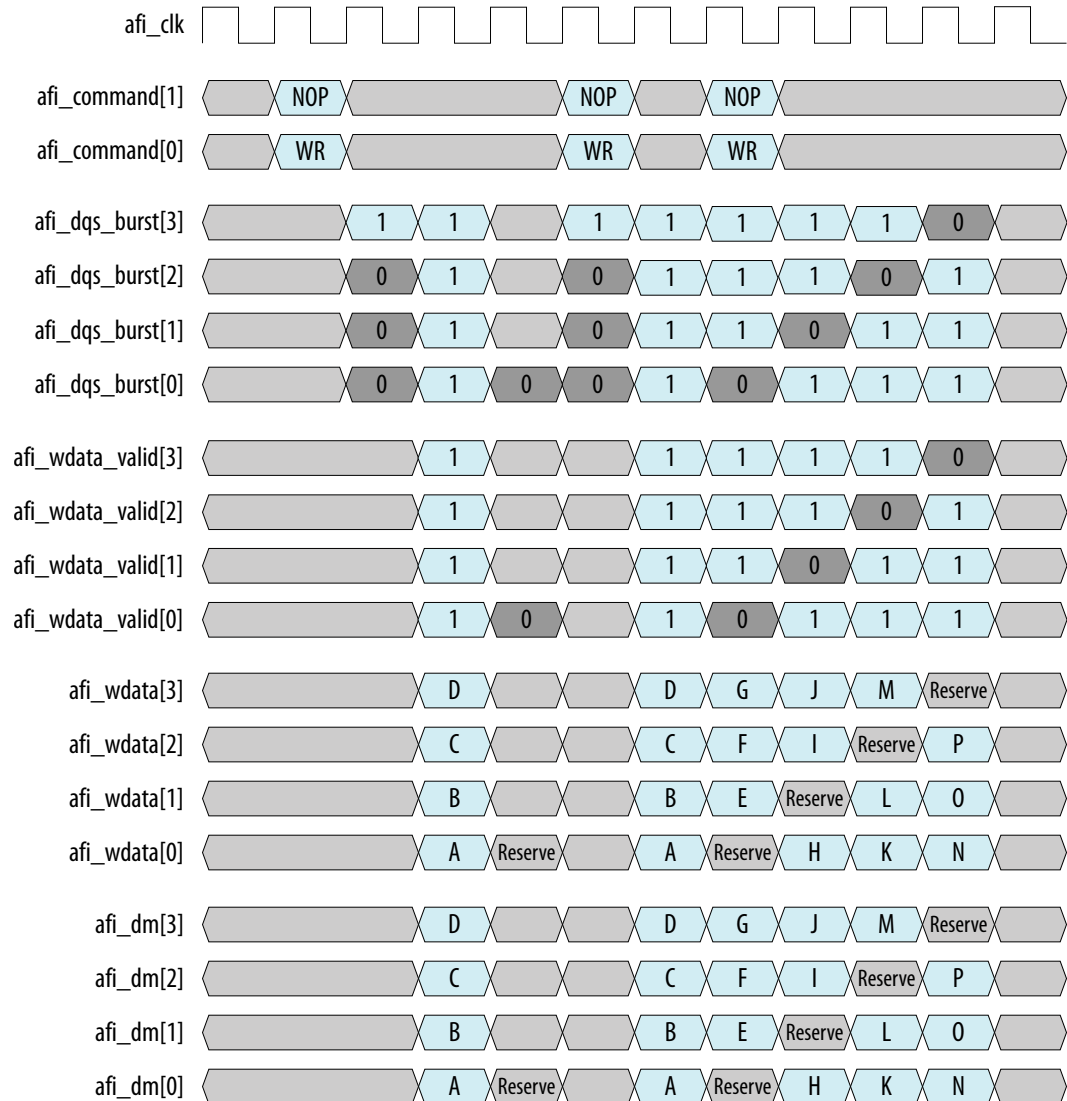 afi_clk
afi_command[1] NOP NOP NOP
afi_command[0] WR WR WR
afi_dqs_burst[3] 1 1 1 1 1 1 1 0
afi_dqs_burst[2] 0 1 0 1 1 1 0 1
afi_dqs_burst[1] 0 1 0 1 1 0 1 1
afi_dqs_burst[0] 0 1 0 0 1 0 1 1 1
afi_wdata_valid[3] 1 1 1 1 1 0
afi_wdata_valid[2] 1 1 1 1 0 1
afi_wdata_valid[1] 1 1 1 0 1 1
afi_wdata_valid[0] 1 0 1 0 1 1 1
afi_wdata[3] D D G J M Reserve
afi_wdata[2] C C F I Reserve P
afi_wdata[1] B B E Reserve L O
afi_wdata[0] A Reserve A Reserve H K N
afi_dm[3] D D G J M Reserve
afi_dm[2] C C F I Reserve P
afi_dm[1] B B E Reserve L O
afi_dm[0] A Reserve A Reserve H K N